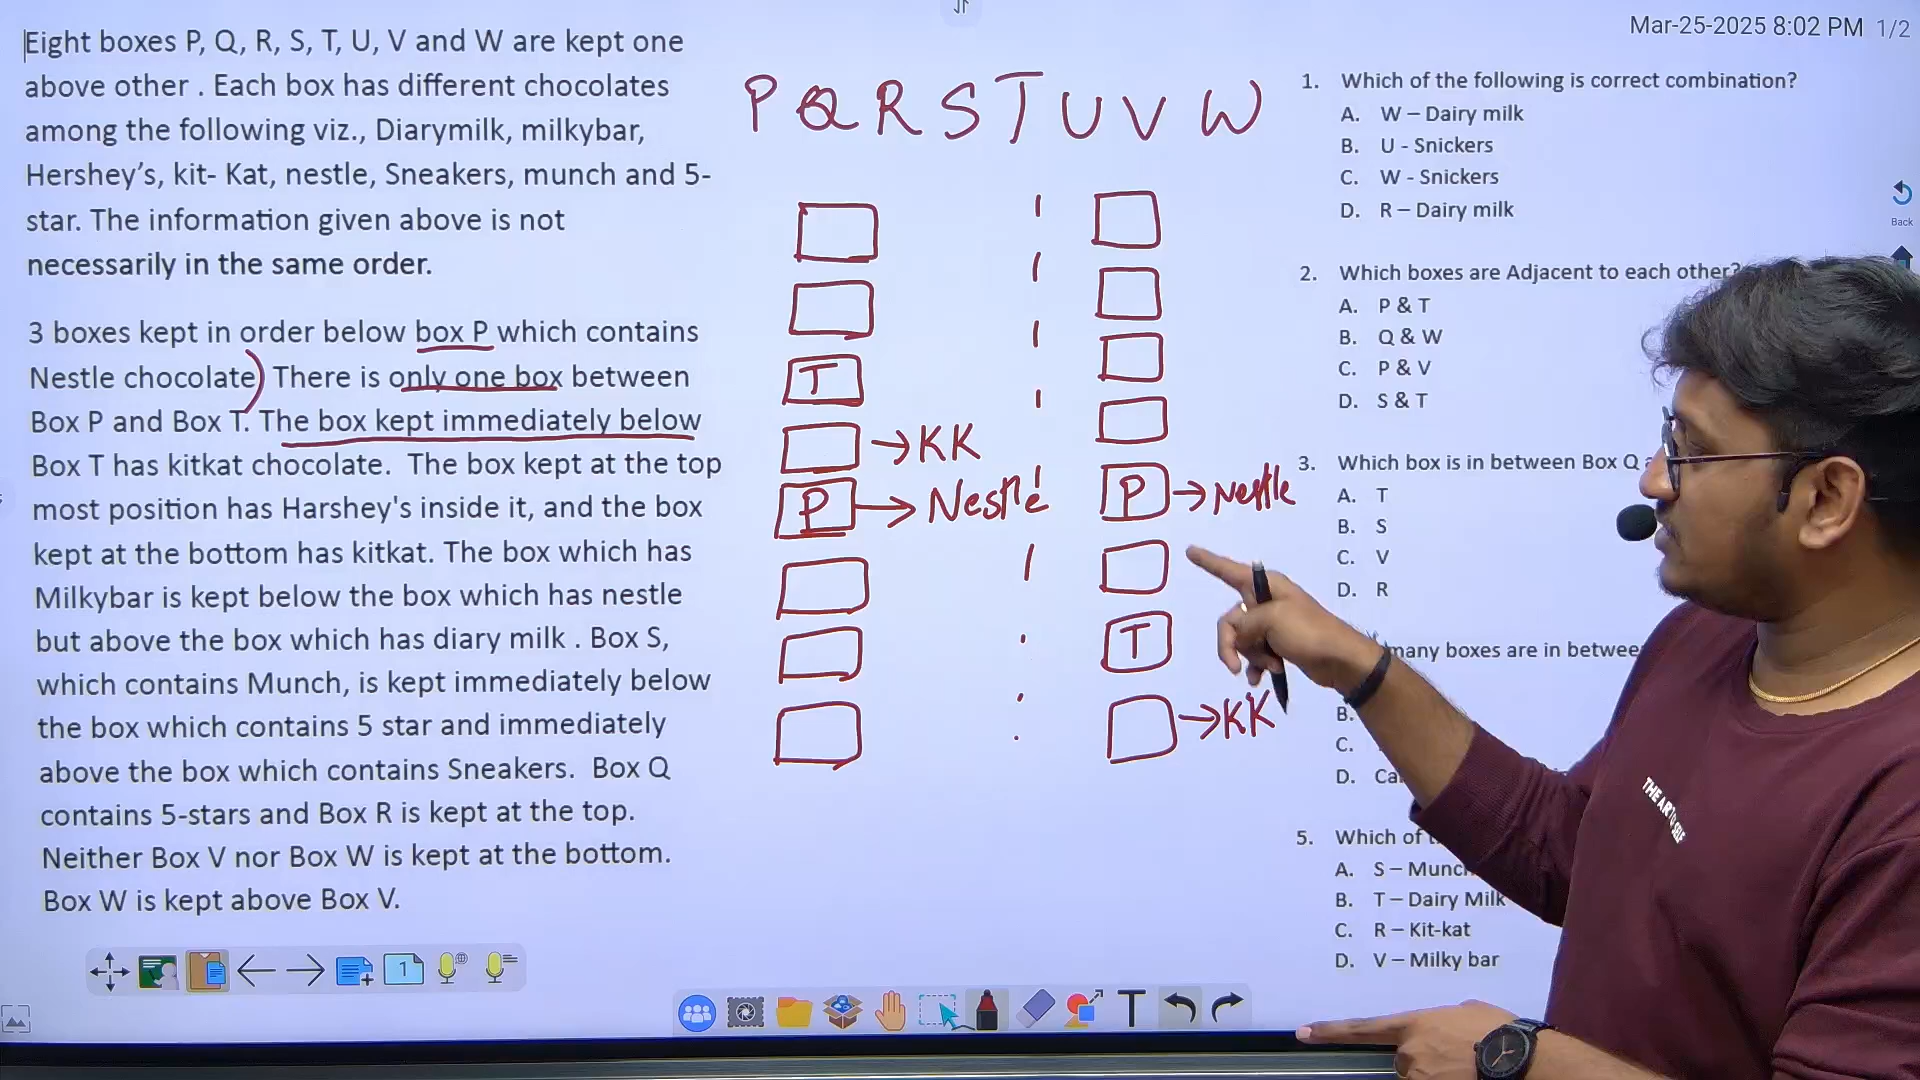 Mar-25-2025 8:02 PM 1/2
Eight boxes P, Q, R, S, T, U, V and W are kept one
above other . Each box has different chocolates
among the following viz., Diarymilk, milkybar,
Hershey’s, kit- Kat, nestle, Sneakers, munch and 5-
star. The information given above is not
necessarily in the same order.
3 boxes kept in order below box P which contains
Nestle chocolate) There is only one box between
Box P and Box T. The box kept immediately below
Box T has kitkat chocolate.  The box kept at the top
most position has Harshey's inside it, and the box
kept at the bottom has kitkat. The box which has
Milkybar is kept below the box which has nestle
but above the box which has diary milk . Box S,
which contains Munch, is kept immediately below
the box which contains 5 star and immediately
above the box which contains Sneakers.  Box Q
contains 5-stars and Box R is kept at the top.
Neither Box V nor Box W is kept at the bottom.
Box W is kept above Box V.
P Q R S T U V W
T
→KK
P → Nestle
P → Nestle
T
→KK
1. Which of the following is correct combination?
A. W – Dairy milk
B. U - Snickers
C. W - Snickers
D. R – Dairy milk
2. Which boxes are Adjacent to each other?
A. P & T
B. Q & W
C. P & V
D. S & T
3. Which box is in between Box Q
A. T
B. S
C. V
D. R
many boxes are in betwee
B.
C.
D. Ca
5. Which of
A. S – Munc
B. T – Dairy Milk
C. R – Kit-kat
D. V – Milky bar
Back
THE ART TO SELF
1
T